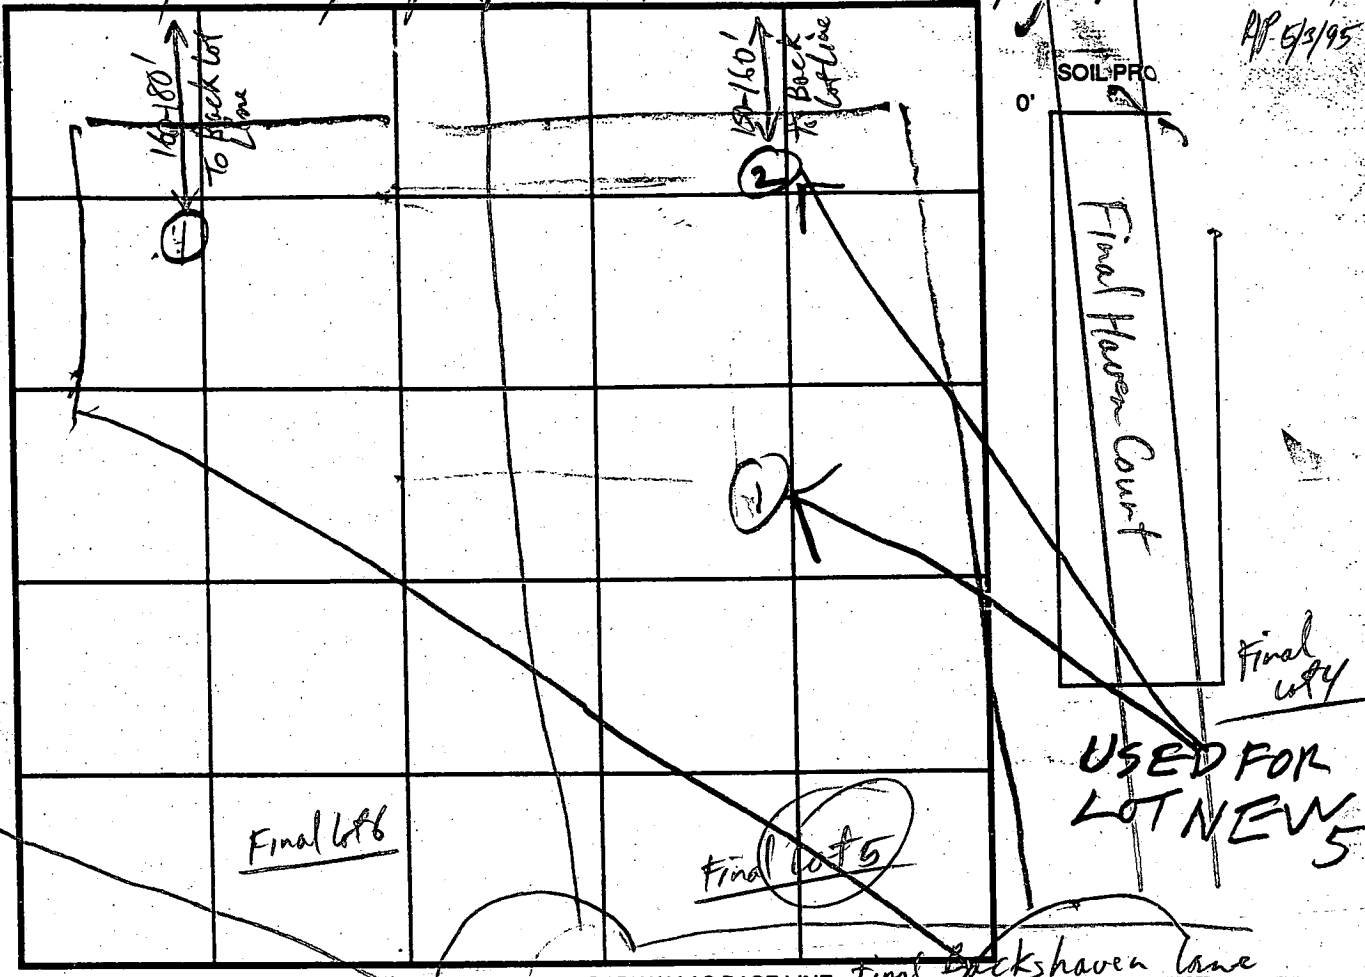 AP 5/3/95
SOIL PRO
0'
160-180'
To Back Lot
Line
150-160'
To Back
Lot Line
2
1
1
Final Haven Court
Final
Lot 4
USED FOR
LOT NEW 5
Final Lot 6
Final Lot 5
Final Backshaven Lane